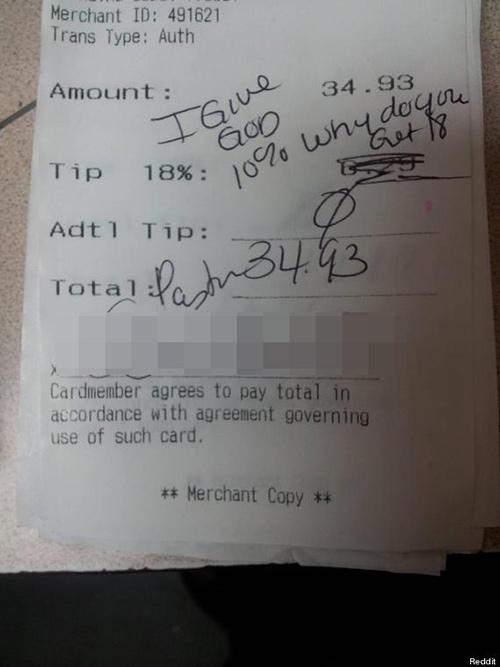 Merchant ID: 491621
Trans Type: Auth
Amount: 34.93
I Give
GOD
10% Why do you
Get 18
Tip 18%:
Adtl Tip: 0
Total: Pastor 34.93
x
Cardmember agrees to pay total in
accordance with agreement governing
use of such card.
** Merchant Copy **
Reddit